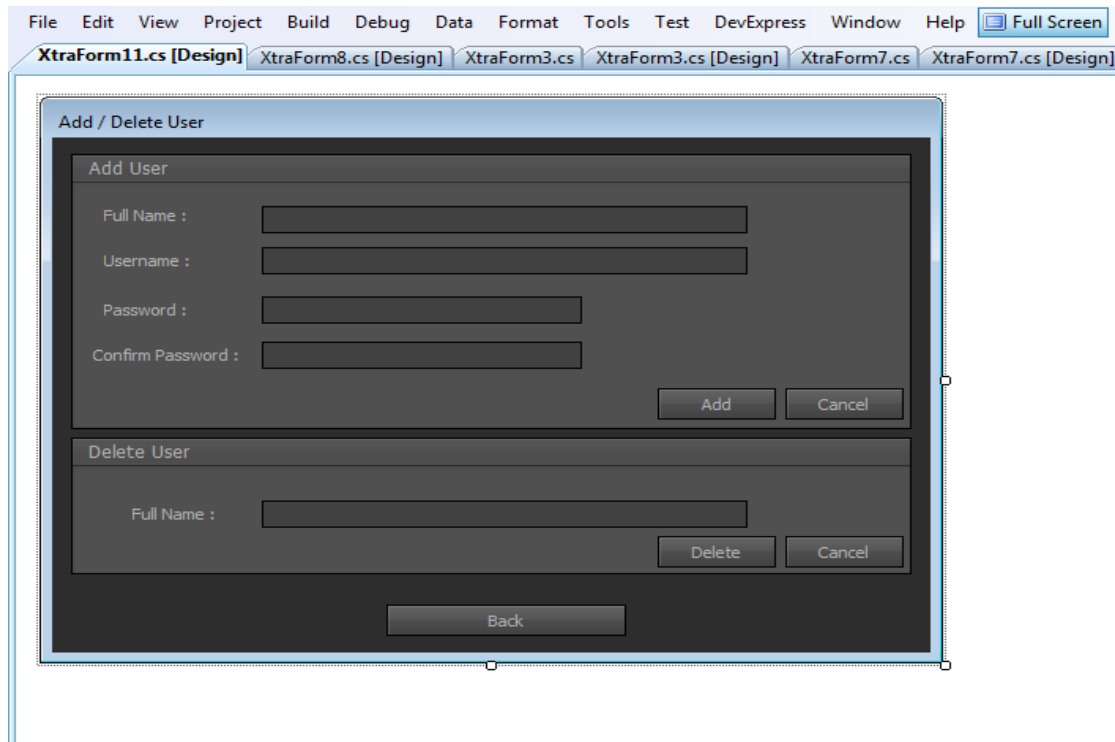 File Edit View Project Build Debug Data Format Tools Test DevExpress Window Help Full Screen
XtraForm11.cs [Design] XtraForm8.cs [Design] XtraForm3.cs XtraForm3.cs [Design] XtraForm7.cs XtraForm7.cs [Design]
Add / Delete User
Add User
Full Name :
Username :
Password :
Confirm Password :
Add Cancel
Delete User
Full Name :
Delete Cancel
Back